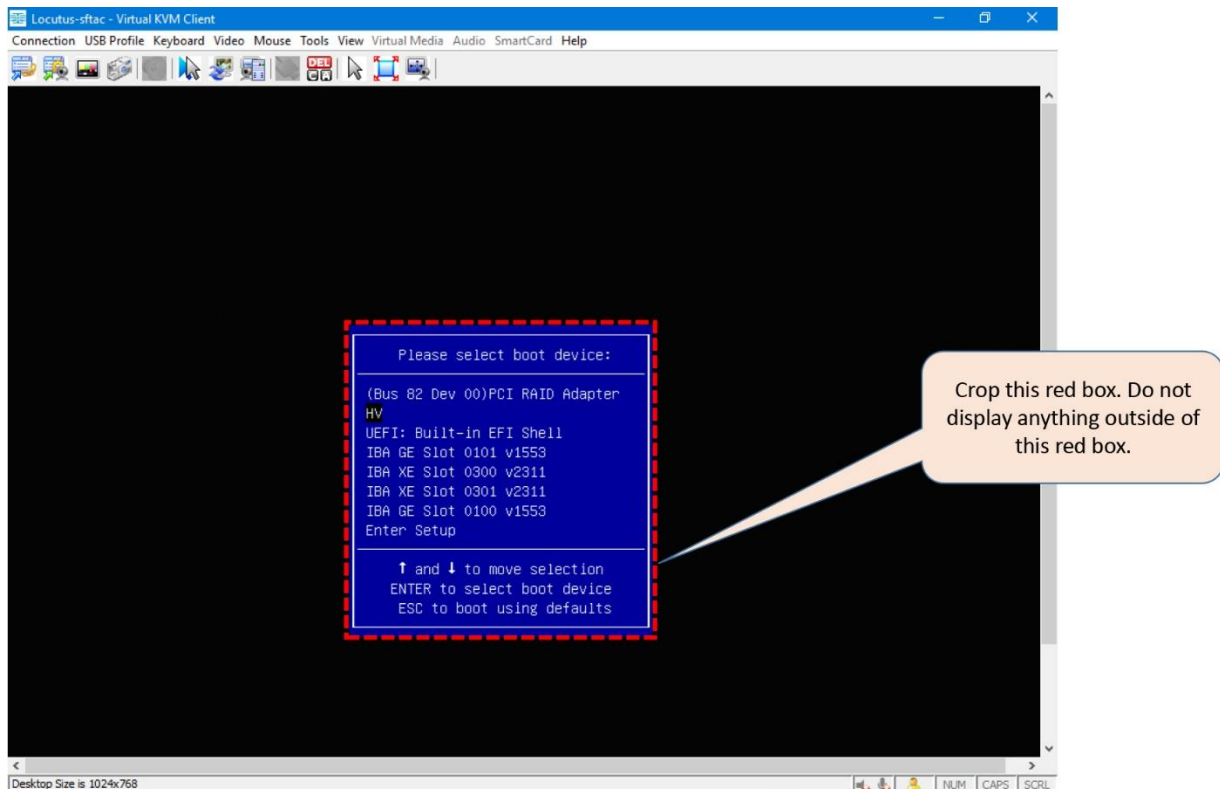 Locutus-sftac - Virtual KVM Client
Connection USB Profile Keyboard Video Mouse Tools View Virtual Media Audio SmartCard Help
DEL
C A
Please select boot device:
(Bus 82 Dev 00)PCI RAID Adapter
HV
UEFI: Built-in EFI Shell
IBA GE Slot 0101 v1553
IBA XE Slot 0300 v2311
IBA XE Slot 0301 v2311
IBA GE Slot 0100 v1553
Enter Setup
↑ and ↓ to move selection
ENTER to select boot device
ESC to boot using defaults
Crop this red box. Do not
display anything outside of
this red box.
Desktop Size is 1024x768
NUM CAPS SCRL